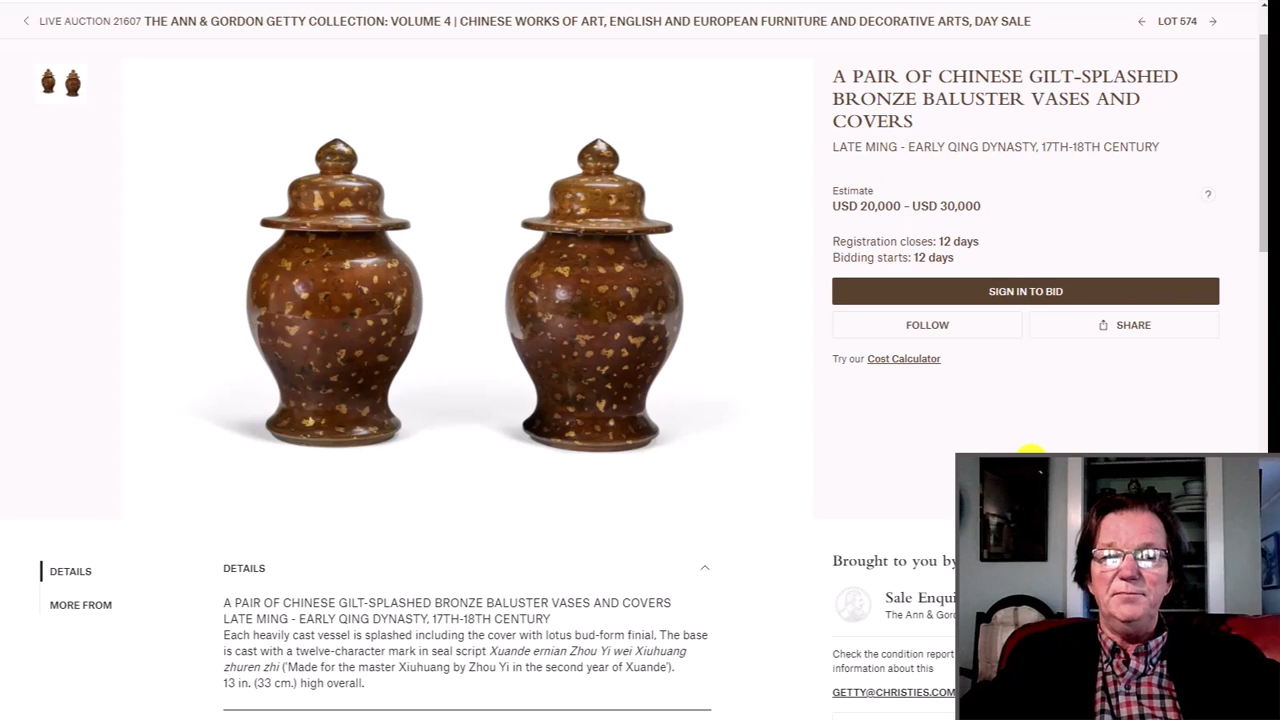 LIVE AUCTION 21607 THE ANN & GORDON GETTY COLLECTION: VOLUME 4 | CHINESE WORKS OF ART, ENGLISH AND EUROPEAN FURNITURE AND DECORATIVE ARTS, DAY SALE
LOT 574
A PAIR OF CHINESE GILT-SPLASHED
BRONZE BALUSTER VASES AND
COVERS
LATE MING - EARLY QING DYNASTY, 17TH-18TH CENTURY
Estimate
USD 20,000 – USD 30,000
?
Registration closes: 12 days
Bidding starts: 12 days
SIGN IN TO BID
FOLLOW
SHARE
Try our Cost Calculator
DETAILS
MORE FROM
DETAILS
A PAIR OF CHINESE GILT-SPLASHED BRONZE BALUSTER VASES AND COVERS
LATE MING - EARLY QING DYNASTY, 17TH-18TH CENTURY
Each heavily cast vessel is splashed including the cover with lotus bud-form finial, The base
is cast with a twelve-character mark in seal script Xuande ernian Zhou Yi wei Xiuhuang
zhuren zhi ('Made for the master Xiuhuang by Zhou Yi in the second year of Xuande').
13 in. (33 cm.) high overall.
Brought to you by
Sale Enqui
The Ann & Gor
Check the condition report
information about this
GETTY@CHRISTIES.COM